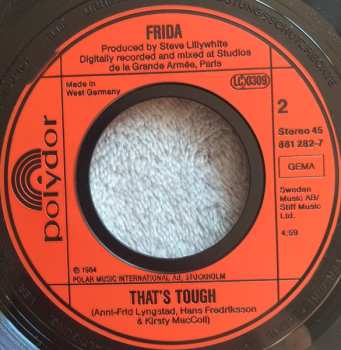 FRIDA
Produced by Steve Lillywhite
Digitally recorded and mixed at Studios
de la Grande Armée, Paris
Made in
West Germany
LC 0309
2
Stereo 45
881 282-7
GEMA
polydor
Sweden
Music AB/
Stiff Music
Ltd.
4:59
℗ 1984
POLAR MUSIC INTERNATIONAL AB, STOCKHOLM
THAT'S TOUGH
(Anni-Frid Lyngstad, Hans Fredriksson
& Kirsty MacColl)